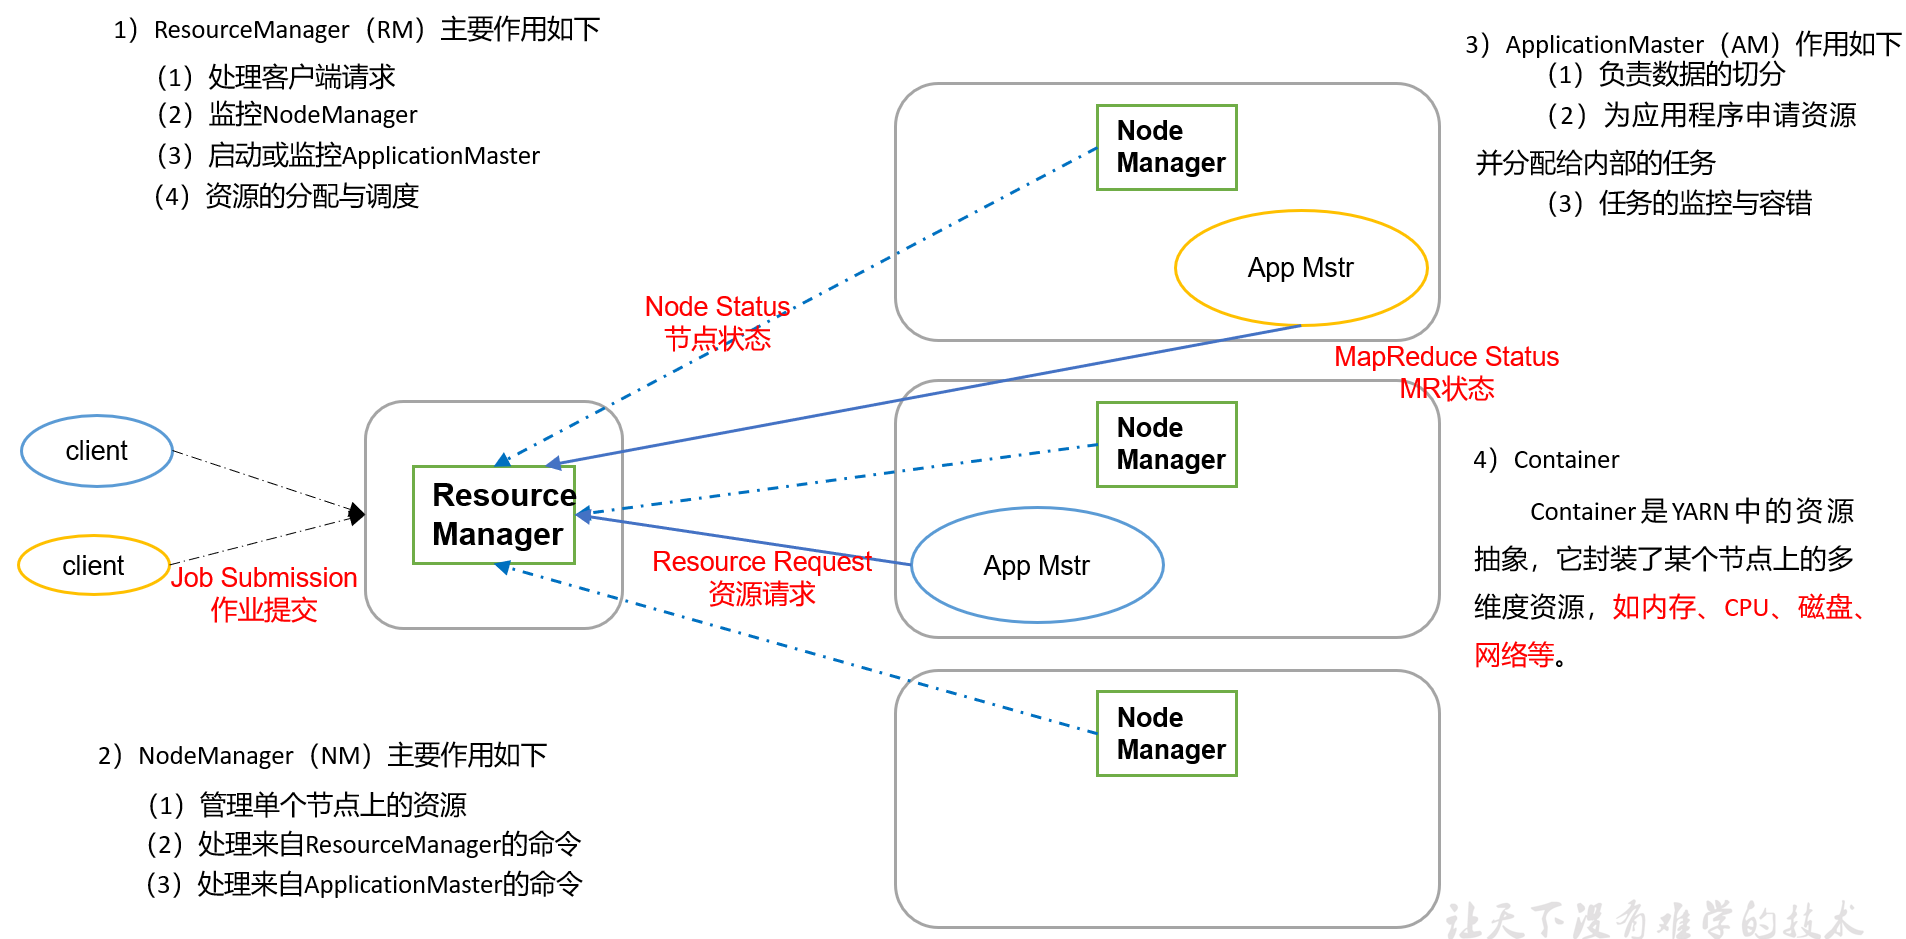 1）ResourceManager（RM）主要作用如下
（1）处理客户端请求
（2）监控NodeManager
（3）启动或监控ApplicationMaster
（4）资源的分配与调度
3）ApplicationMaster（AM）作用如下
（1）负责数据的切分
（2）为应用程序申请资源
并分配给内部的任务
（3）任务的监控与容错
Node
Manager
App Mstr
Node Status
节点状态
MapReduce Status
MR状态
client
client
Job Submission
作业提交
Resource
Manager
Node
Manager
App Mstr
Resource Request
资源请求
4）Container
Container是YARN中的资源
抽象，它封装了某个节点上的多
维度资源，如内存、CPU、磁盘、
网络等。
Node
Manager
2）NodeManager（NM）主要作用如下
（1）管理单个节点上的资源
（2）处理来自ResourceManager的命令
（3）处理来自ApplicationMaster的命令
让天下没有难学的技术